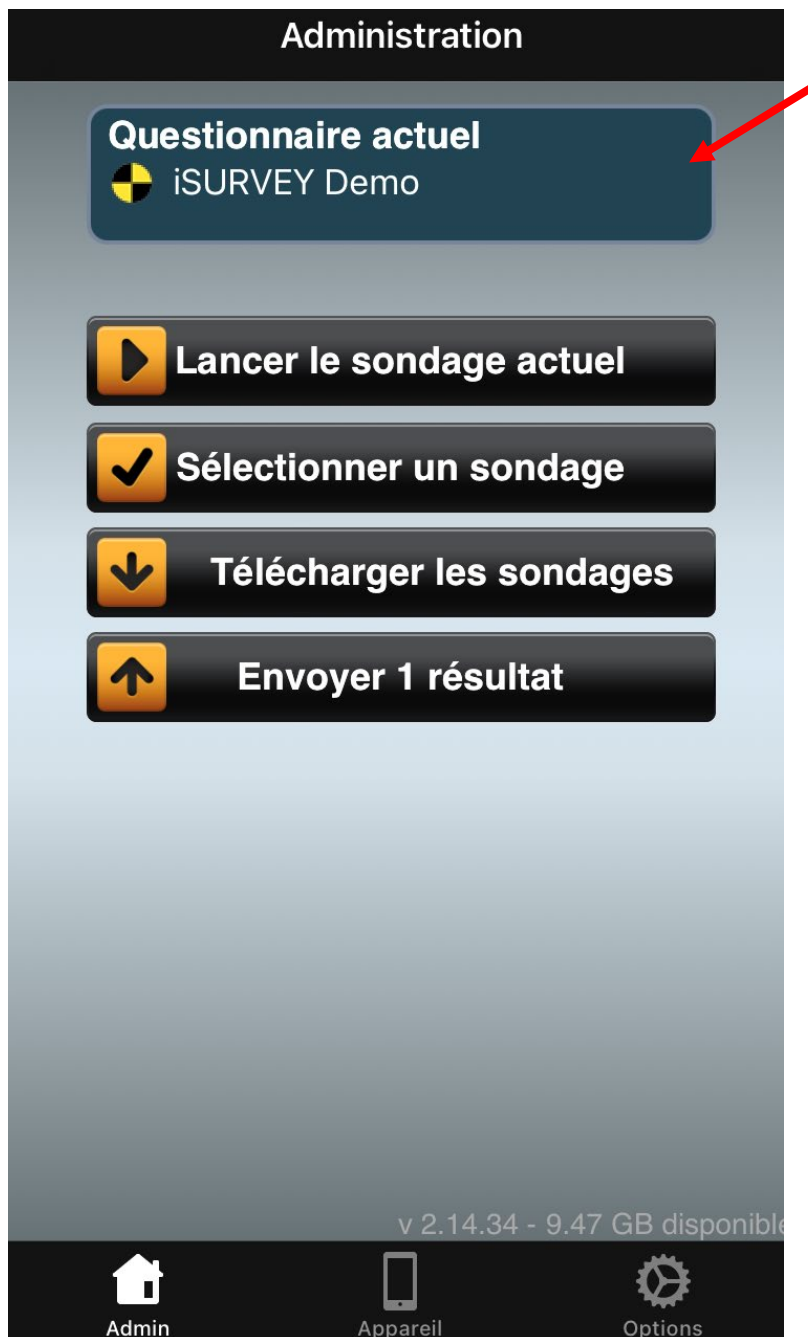 Administration
Questionnaire actuel
iSURVEY Demo
Lancer le sondage actuel
Sélectionner un sondage
Télécharger les sondages
Envoyer 1 résultat
v 2.14.34 - 9.47 GB disponible
Admin
Appareil
Options